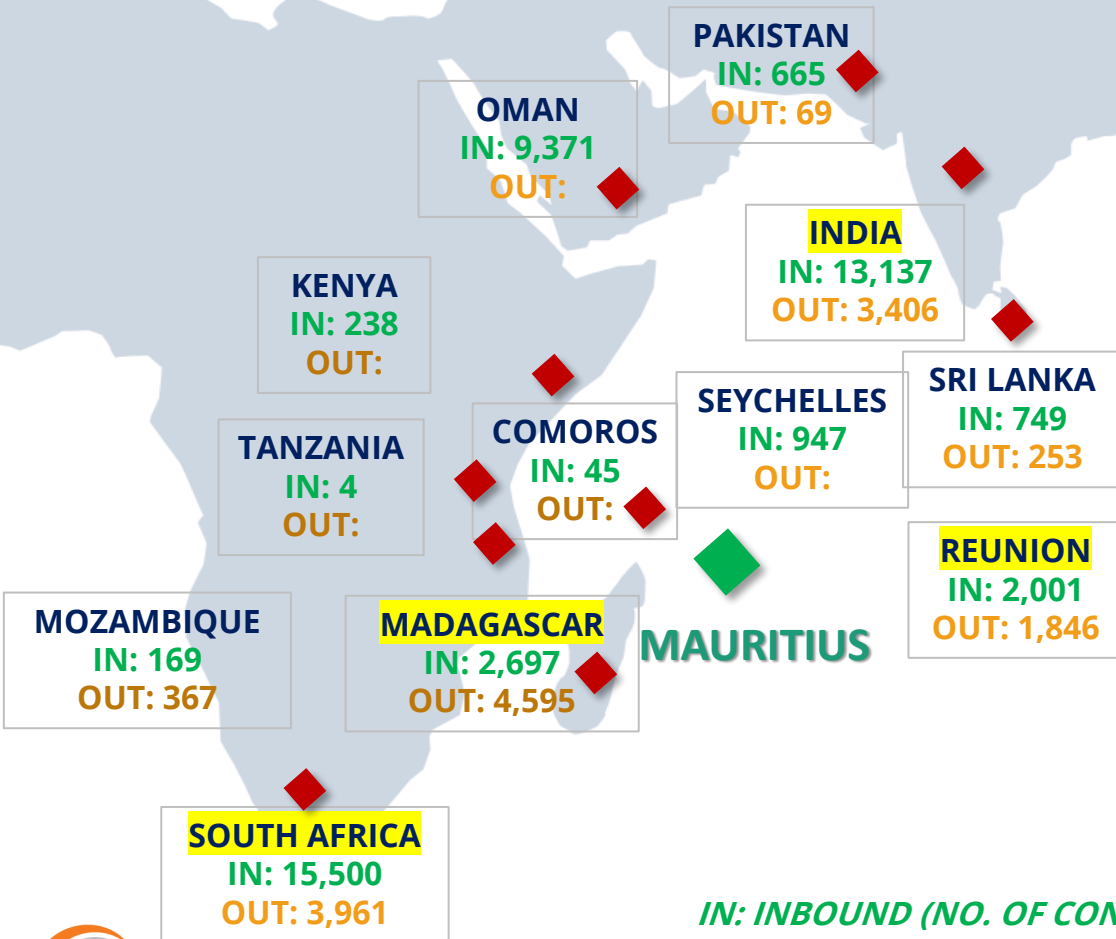 PAKISTAN
IN: 665
OUT: 69
OMAN
IN: 9,371
OUT:
INDIA
IN: 13,137
OUT: 3,406
KENYA
IN: 238
OUT:
SRI LANKA
IN: 749
OUT: 253
SEYCHELLES
IN: 947
OUT:
COMOROS
IN: 45
OUT:
TANZANIA
IN: 4
OUT:
REUNION
IN: 2,001
OUT: 1,846
MOZAMBIQUE
IN: 169
OUT: 367
MADAGASCAR
IN: 2,697
OUT: 4,595
MAURITIUS
SOUTH AFRICA
IN: 15,500
OUT: 3,961
IN: INBOUND (NO. OF CON